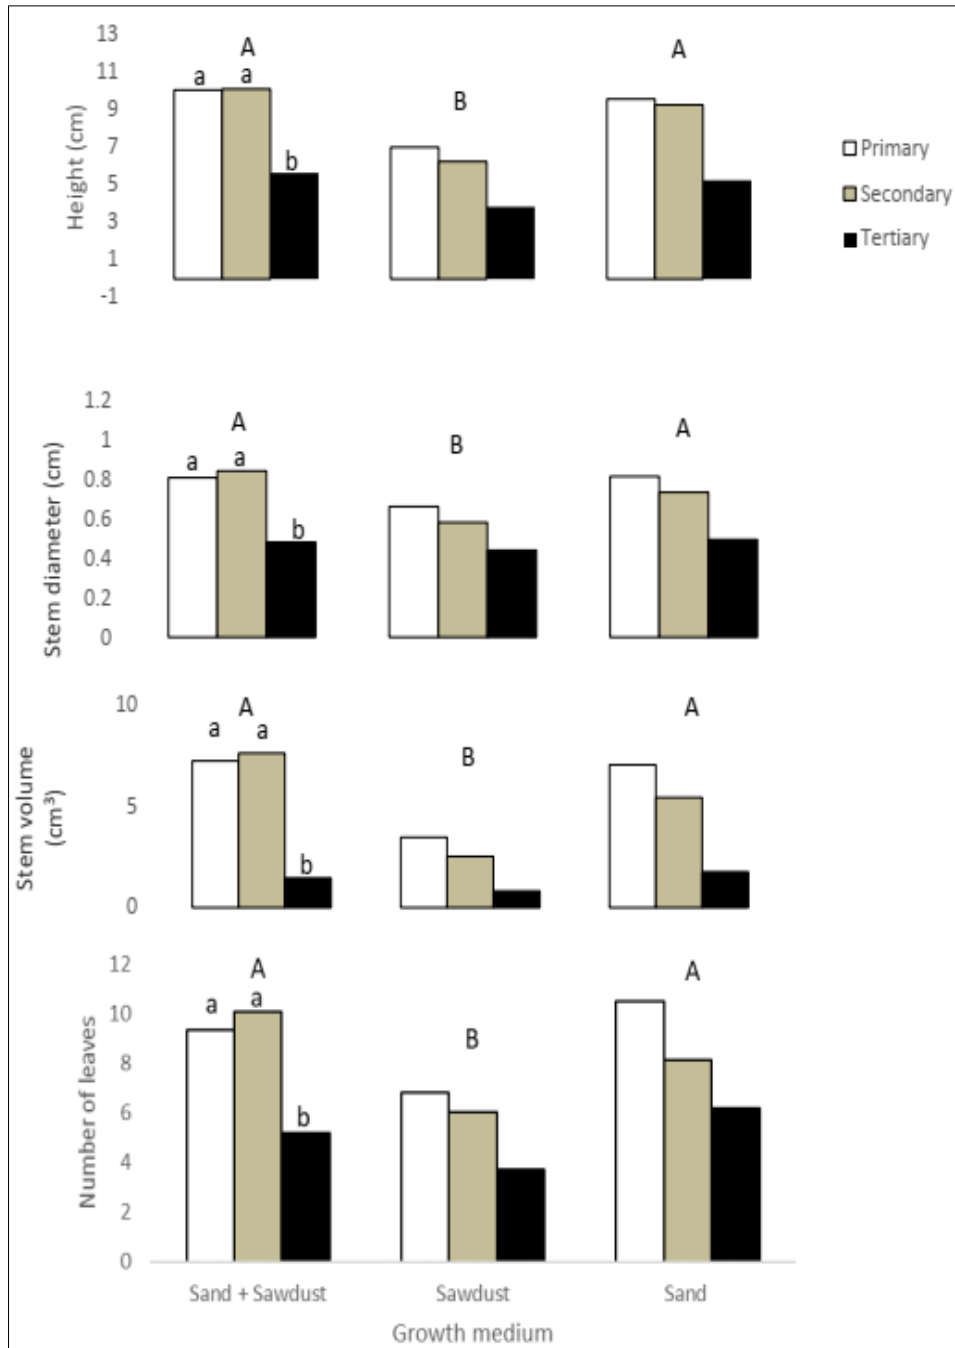 Height (cm)
13
11
9
7
5
3
1
-1
A
a a
b
B
A
Primary
Secondary
Tertiary
Stem diameter (cm)
1.2
1
0.8
0.6
0.4
0.2
0
A
a a
b
B
A
Stem volume
(cm³)
10
5
0
A
a a
b
B
A
Number of leaves
12
10
8
6
4
2
0
A
a a
b
B
A
Sand + Sawdust Sawdust Sand
Growth medium